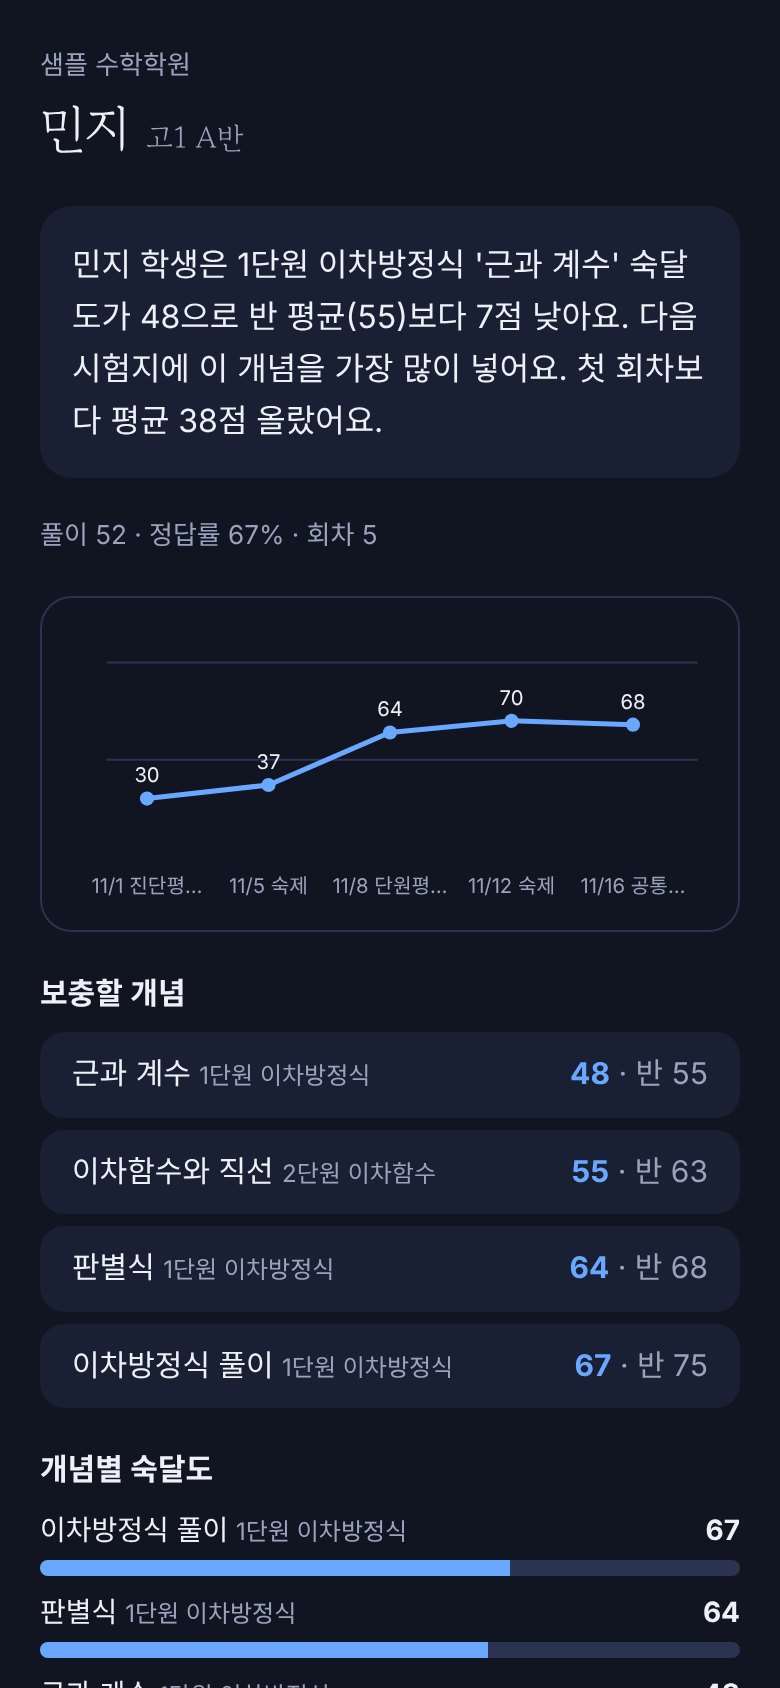 샘플 수학학원
민지 고1 A반
민지 학생은 1단원 이차방정식 '근과 계수' 숙달
도가 48으로 반 평균(55)보다 7점 낮아요. 다음
시험지에 이 개념을 가장 많이 넣어요. 첫 회차보
다 평균 38점 올랐어요.
풀이 52 · 정답률 67% · 회차 5
30 37 64 70 68
11/1 진단평... 11/5 숙제 11/8 단원평... 11/12 숙제 11/16 공통...
보충할 개념
근과 계수 1단원 이차방정식 48 · 반 55
이차함수와 직선 2단원 이차함수 55 · 반 63
판별식 1단원 이차방정식 64 · 반 68
이차방정식 풀이 1단원 이차방정식 67 · 반 75
개념별 숙달도
이차방정식 풀이 1단원 이차방정식 67
판별식 1단원 이차방정식 64